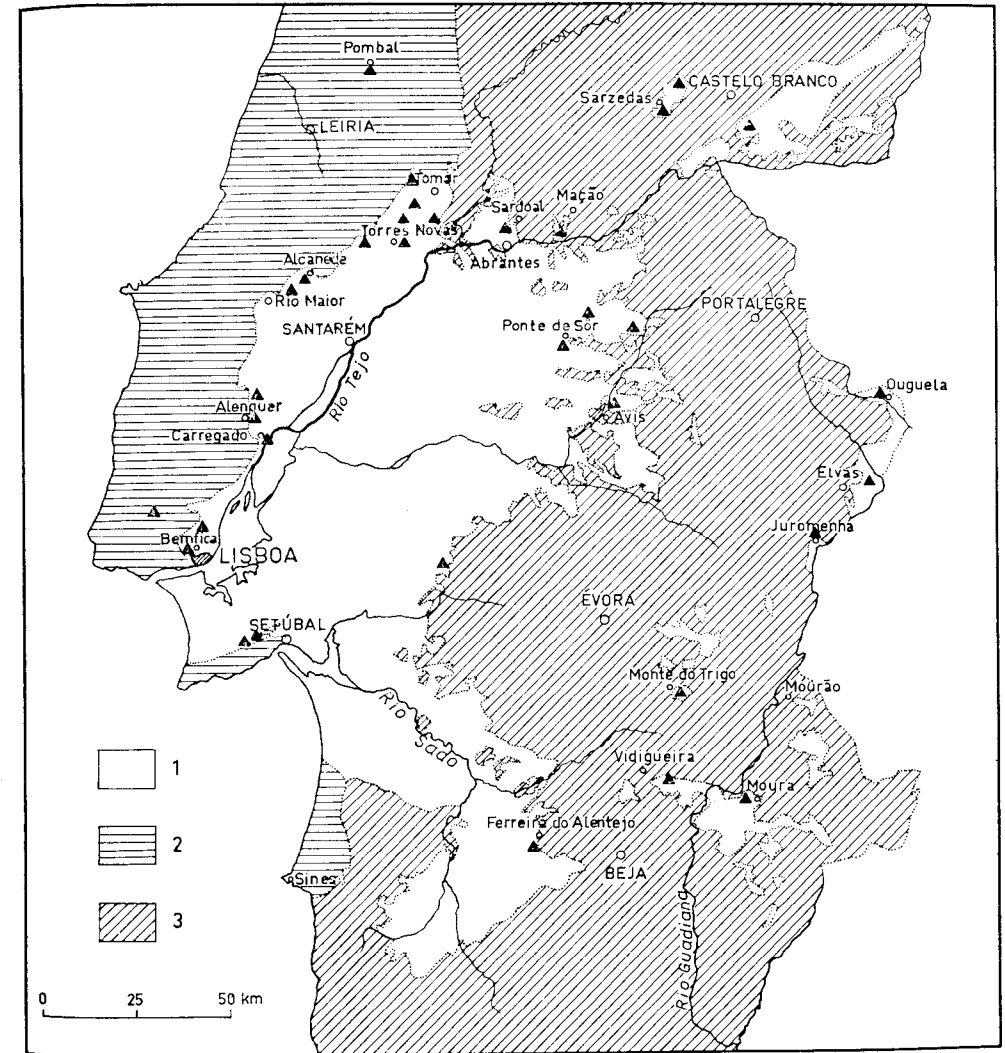 Pombal
CASTELO BRANCO
Sarzedas
LEIRIA
Tomar
Mação
Sardoal
Torres Novas
Abrantes
Alcanede
Rio Maior
PORTALEGRE
SANTARÉM
Ponte de Sôr
Rio Tejo
Ouguela
Alenquer
Avis
Carregado
Elvas
Juromenha
Bemfica
LISBOA
ÉVORA
SETÚBAL
Monte do Trigo
Mourão
Rio Sado
Vidigueira
1
Moura
Ferreira do Alentejo
2
BEJA
Sines
Rio Guadiana
3
0 25 50 km